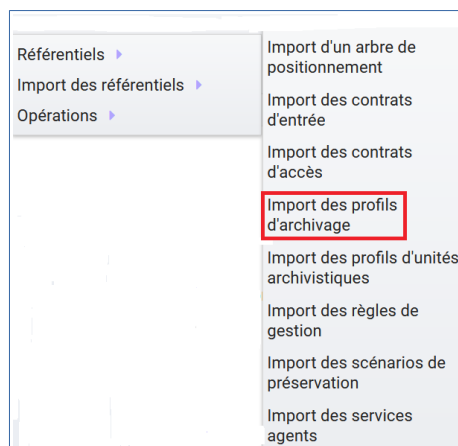 Référentiels
Import des référentiels
Opérations
Import d'un arbre de
positionnement
Import des contrats
d'entrée
Import des contrats
d'accès
Import des profils
d'archivage
Import des profils d'unités
archivistiques
Import des règles de
gestion
Import des scénarios de
préservation
Import des services
agents